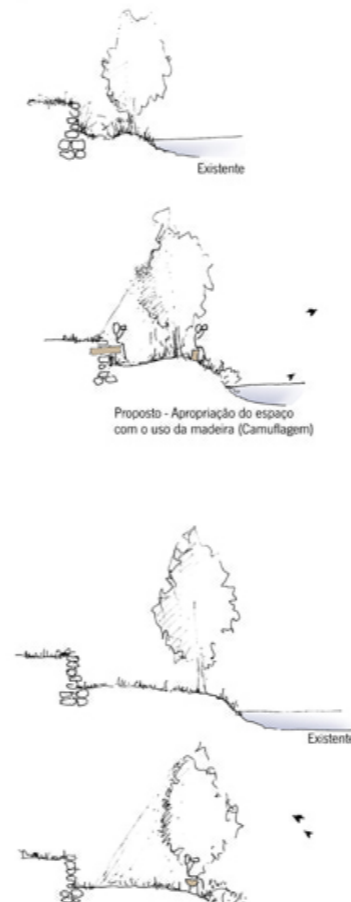 Existente
Proposto - Apropriação do espaço
com o uso da madeira (Camuflagem)
Existente